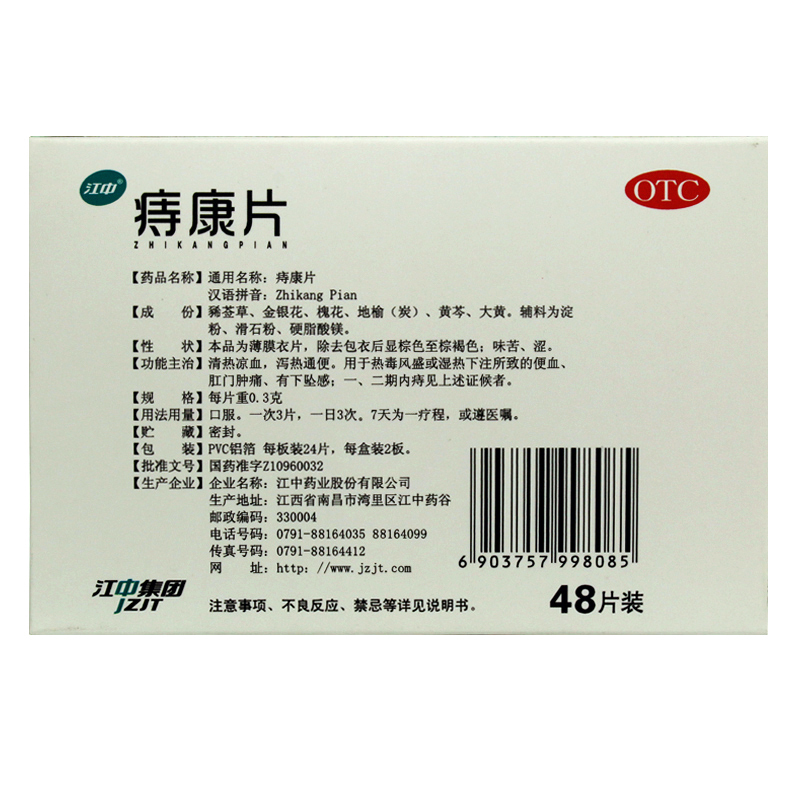 江中®
OTC
痔康片
ZHIKANGPIAN
【药品名称】通用名称：痔康片
汉语拼音：Zhikang Pian
【成　份】豨莶草、金银花、槐花、地榆（炭）、黄芩、大黄。辅料为淀
粉、滑石粉、硬脂酸镁。
【性　状】本品为薄膜衣片，除去包衣后显棕色至棕褐色；味苦、涩。
【功能主治】清热凉血，泻热通便。用于热毒风盛或湿热下注所致的便血、
肛门肿痛、有下坠感；一、二期内痔见上述证候者。
【规　格】每片重0.3克
【用法用量】口服。一次3片，一日3次。7天为一疗程，或遵医嘱。
【贮　藏】密封。
【包　装】PVC铝箔 每板装24片，每盒装2板。
【批准文号】国药准字Z10960032
【生产企业】企业名称：江中药业股份有限公司
生产地址：江西省南昌市湾里区江中药谷
邮政编码：330004
电话号码：0791-88164035 88164099
传真号码：0791-88164412
网　址：http: //www.jzjt.com
6 903757 998085
江中集团
JZJT
注意事项、不良反应、禁忌等详见说明书。
48片装